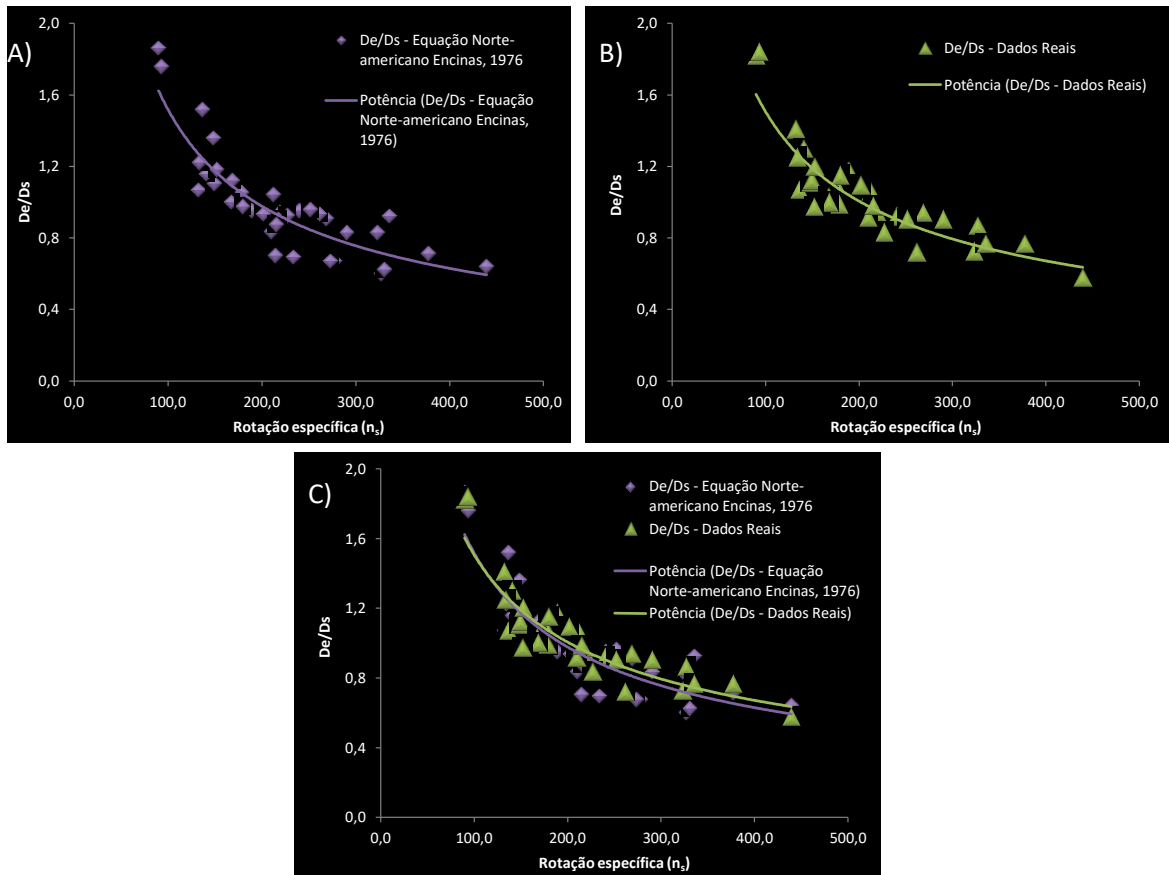 A)
De/Ds
2,0
1,6
1,2
0,8
0,4
0,0
0,0 100,0 200,0 300,0 400,0 500,0
Rotação específica (ns)
De/Ds - Equação Norte-
americano Encinas, 1976
Potência (De/Ds - Equação
Norte-americano Encinas,
1976)
B)
De/Ds
2,0
1,6
1,2
0,8
0,4
0,0
0,0 100,0 200,0 300,0 400,0 500,0
Rotação específica (ns)
De/Ds - Dados Reais
Potência (De/Ds - Dados Reais)
C)
De/Ds
2,0
1,6
1,2
0,8
0,4
0,0
0,0 100,0 200,0 300,0 400,0 500,0
Rotação específica (ns)
De/Ds - Equação Norte-
americano Encinas, 1976
De/Ds - Dados Reais
Potência (De/Ds - Equação
Norte-americano Encinas, 1976)
Potência (De/Ds - Dados Reais)